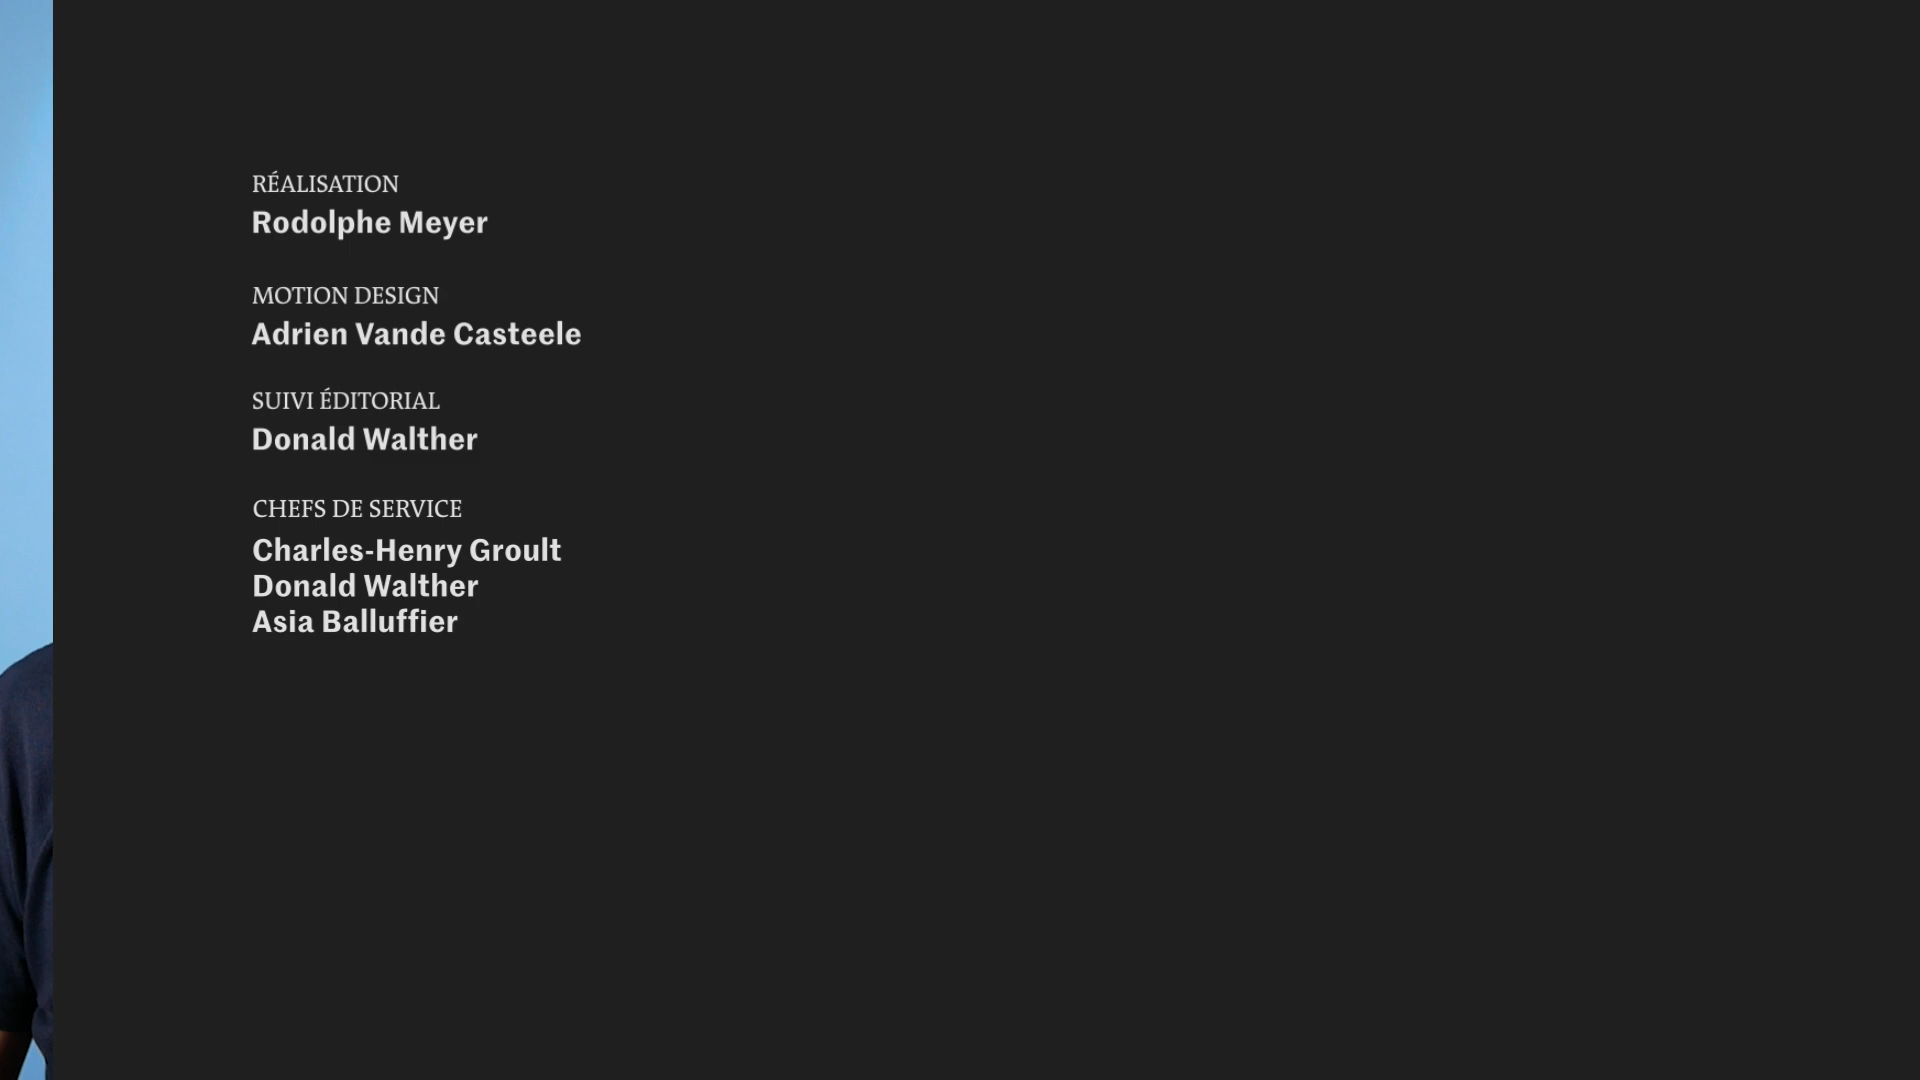 RÉALISATION
Rodolphe Meyer
MOTION DESIGN
Adrien Vande Casteele
SUIVI ÉDITORIAL
Donald Walther
CHEFS DE SERVICE
Charles-Henry Groult
Donald Walther
Asia Balluffier